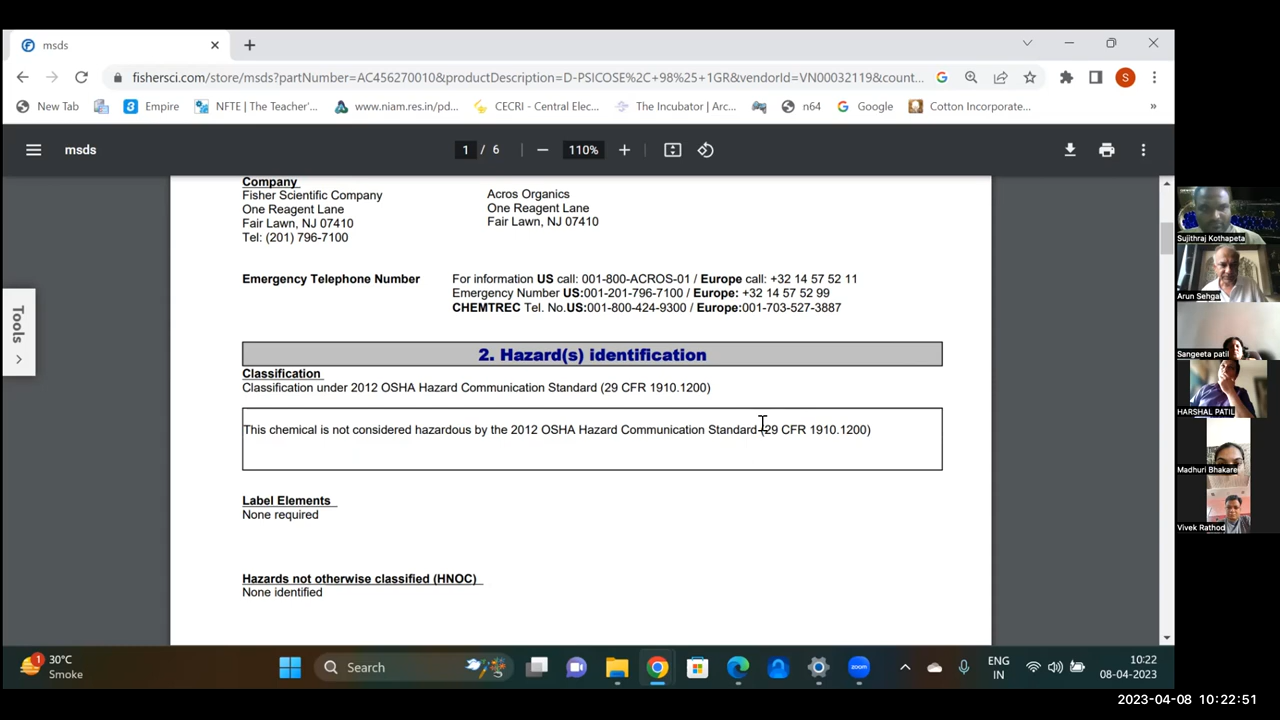 msds
fishersci.com/store/msds?partNumber=AC456270010&productDescription=D-PSICOSE%2C+98%25+1GR&vendorId=VN00032119&count...
New Tab
Empire
NFTE | The Teacher'...
www.niam.res.in/pd...
CECRI - Central Elec...
The Incubator | Arc...
x64
Google
Cotton Incorporate...
»
S
msds
1 / 6
110%
Tools
Company
Fisher Scientific Company
One Reagent Lane
Fair Lawn, NJ 07410
Tel: (201) 796-7100
Acros Organics
One Reagent Lane
Fair Lawn, NJ 07410
Emergency Telephone Number
For information US call: 001-800-ACROS-01 / Europe call: +32 14 57 52 11
Emergency Number US:001-201-796-7100 / Europe: +32 14 57 52 99
CHEMTREC Tel. No.US:001-800-424-9300 / Europe:001-703-527-3887
2. Hazard(s) identification
Classification
Classification under 2012 OSHA Hazard Communication Standard (29 CFR 1910.1200)
This chemical is not considered hazardous by the 2012 OSHA Hazard Communication Standard (29 CFR 1910.1200)
Label Elements
None required
Hazards not otherwise classified (HNOC)
None identified
Sujithraj Kothapeta
Arun Sehgal
Sangeeta patil
HARSHAL PATIL
Madhuri Bhakare
Vivek Rathod
1
30°C
Smoke
Search
zoom
ENG
IN
10:22
08-04-2023
2023-04-08 10:22:51